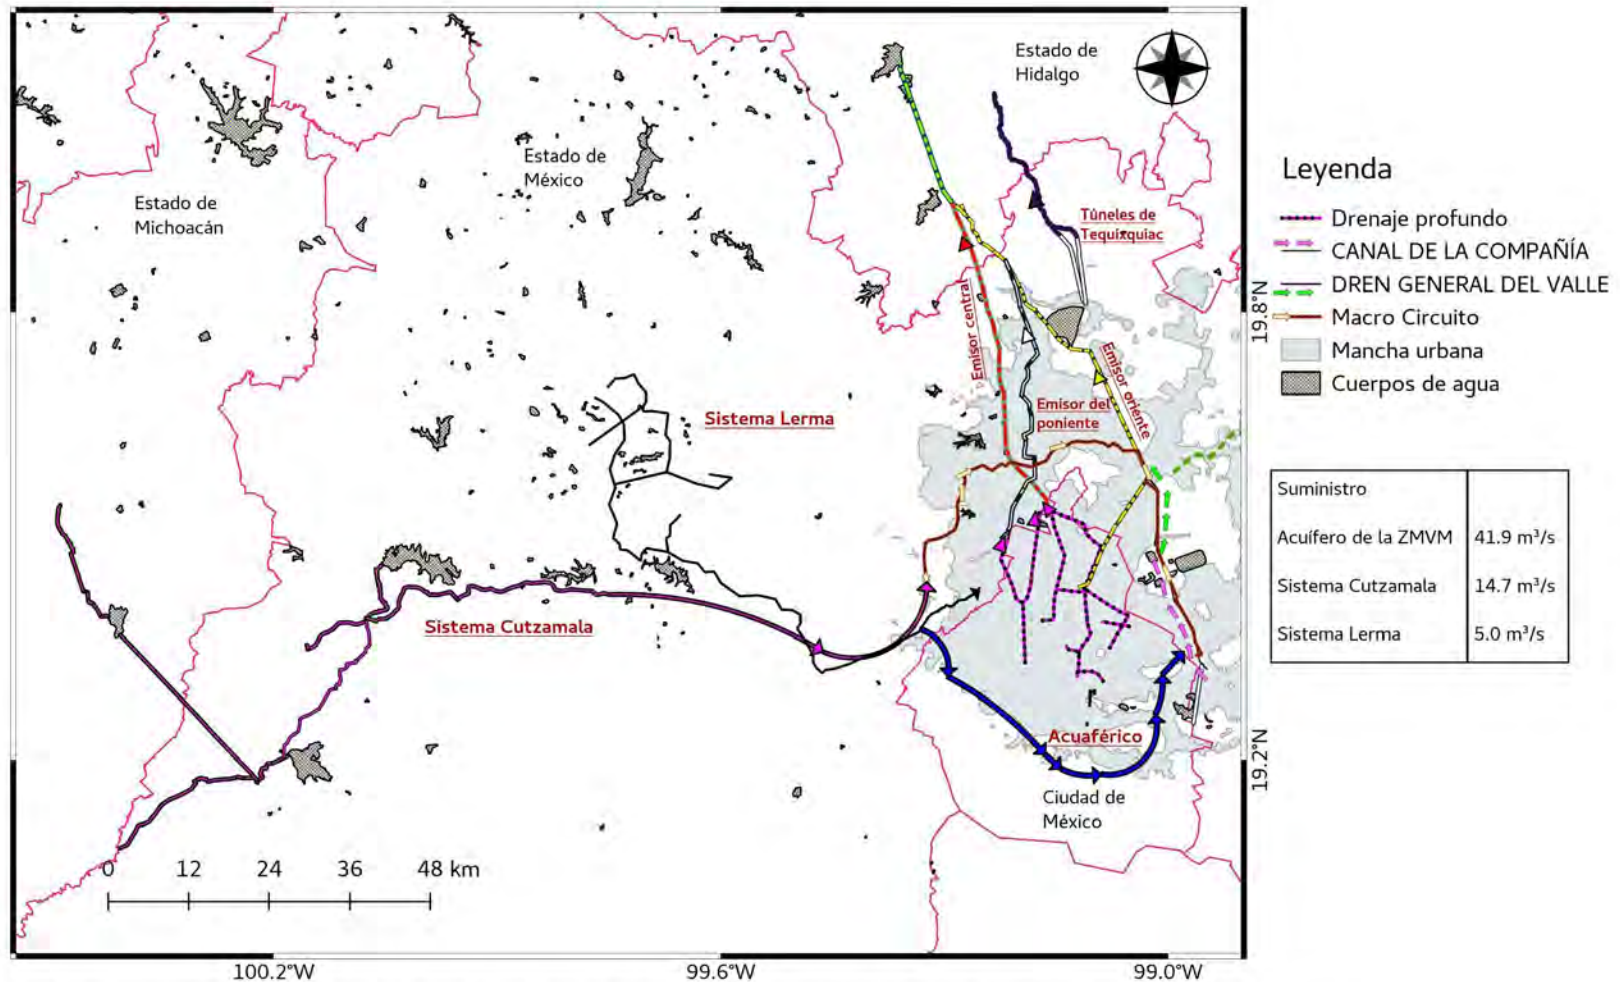 Estado de
Hidalgo
Estado de
México
Estado de
Michoacán
Túneles de
Tequixquiac
Emisor central
Emisor oriente
Emisor del
poniente
Sistema Lerma
Sistema Cutzamala
Acuaférico
Ciudad de
México
0 12 24 36 48 km
100.2°W 99.6°W 99.0°W
19.8°N
19.2°N
Leyenda
Drenaje profundo
CANAL DE LA COMPAÑÍA
DREN GENERAL DEL VALLE
Macro Circuito
Mancha urbana
Cuerpos de agua
Suministro
Acuífero de la ZMVM 41.9 m³/s
Sistema Cutzamala 14.7 m³/s
Sistema Lerma 5.0 m³/s